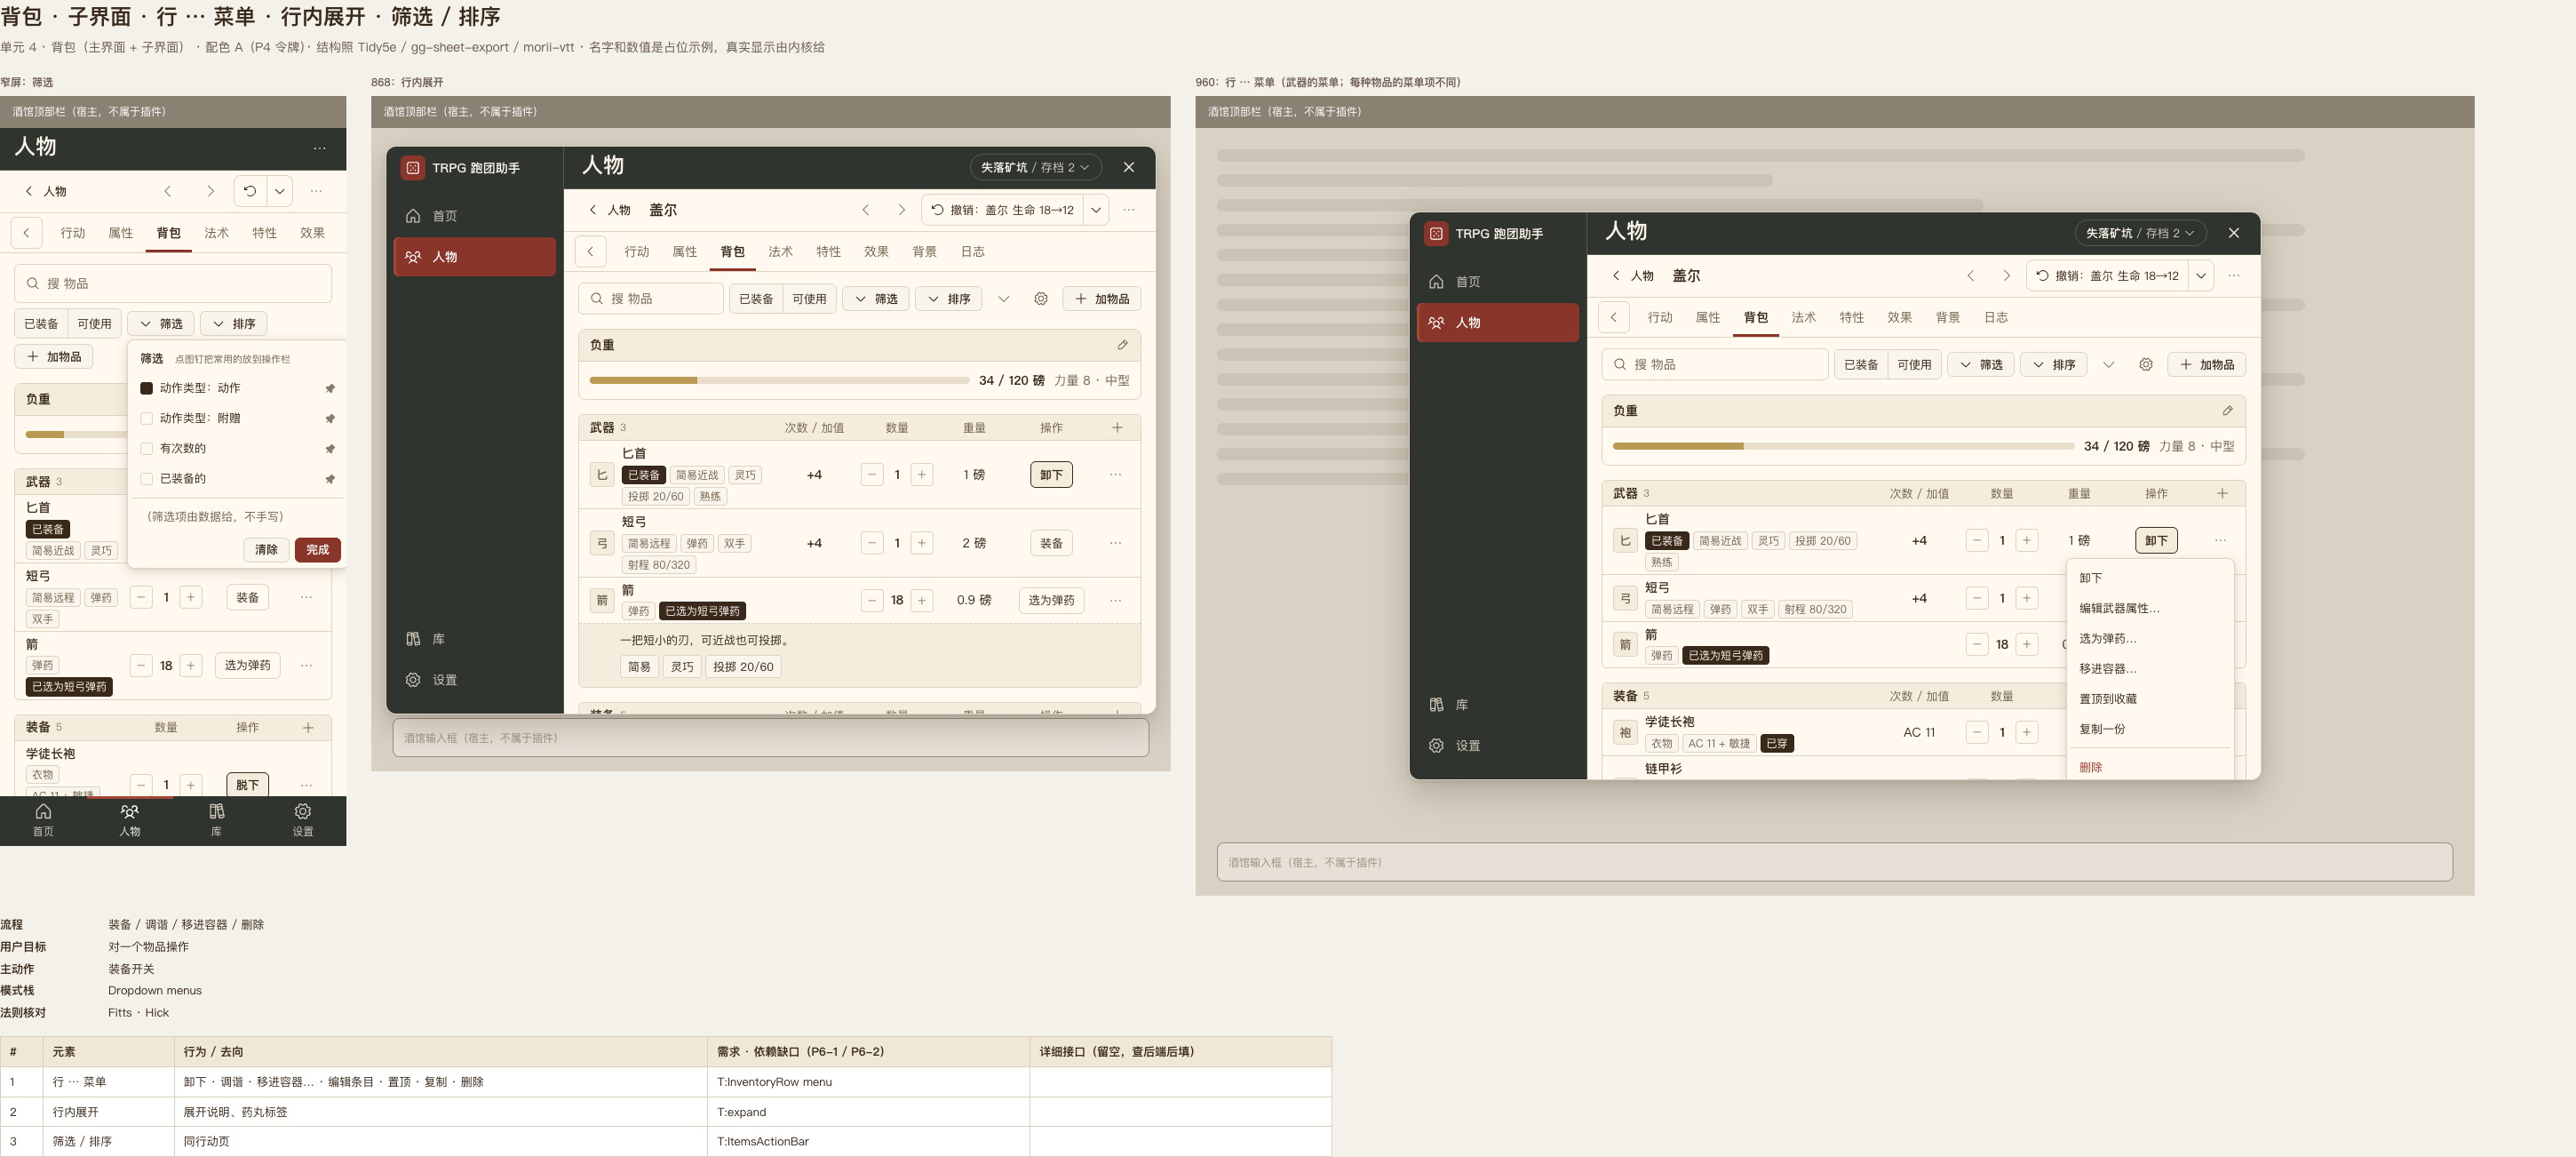 背包 · 子界面 · 行 ··· 菜单 · 行内展开 · 筛选 / 排序
单元 4 · 背包（主界面 + 子界面） · 配色 A（P4 令牌）· 结构照 Tidy5e / gg-sheet-export / morii-vtt · 名字和数值是占位示例，真实显示由内核给
窄屏：筛选
酒馆顶部栏（宿主，不属于插件）
人物
人物
行动 属性 背包 法术 特性 效果
搜 物品
已装备 可使用 筛选 排序
加物品
筛选 点图钉把常用的放到操作栏
动作类型：动作
动作类型：附赠
有次数的
已装备的
（筛选项由数据给，不手写）
清除 完成
负重
武器 3
匕首
已装备
简易近战 灵巧
短弓
简易远程 弹药
双手
1 装备
箭
弹药
已选为短弓弹药
18 选为弹药
装备 5 数量 操作
学徒长袍
衣物
AC 11 + 敏捷
1 脱下
首页 人物 库 设置
868：行内展开
酒馆顶部栏（宿主，不属于插件）
TRPG 跑团助手
首页
人物
库
设置
人物
失落矿坑 / 存档 2
人物 盖尔 撤销：盖尔 生命 18→12
行动 属性 背包 法术 特性 效果 背景 日志
搜 物品 已装备 可使用 筛选 排序 加物品
负重
34 / 120 磅 力量 8 · 中型
武器 3 次数 / 加值 数量 重量 操作
匕 匕首
已装备 简易近战 灵巧
投掷 20/60 熟练
+4 1 1 磅 卸下
弓 短弓
简易远程 弹药 双手
射程 80/320
+4 1 2 磅 装备
箭 箭
弹药 已选为短弓弹药
18 0.9 磅 选为弹药
一把短小的刃，可近战也可投掷。
简易 灵巧 投掷 20/60
装备 5 次数 / 加值 数量 操作
酒馆输入框（宿主，不属于插件）
960：行 ··· 菜单（武器的菜单；每种物品的菜单项不同）
酒馆顶部栏（宿主，不属于插件）
TRPG 跑团助手
首页
人物
库
设置
人物
失落矿坑 / 存档 2
人物 盖尔 撤销：盖尔 生命 18→12
行动 属性 背包 法术 特性 效果 背景 日志
搜 物品 已装备 可使用 筛选 排序 加物品
负重
34 / 120 磅 力量 8 · 中型
武器 3 次数 / 加值 数量 重量 操作
匕 匕首
已装备 简易近战 灵巧 投掷 20/60
熟练
+4 1 1 磅 卸下
弓 短弓
简易远程 弹药 双手 射程 80/320
+4 1
箭 箭
弹药 已选为短弓弹药
18
卸下
编辑武器属性…
选为弹药…
移进容器…
置顶到收藏
复制一份
删除
装备 5 次数 / 加值 数量
袍 学徒长袍
衣物 AC 11 + 敏捷 已穿
AC 11 1
链甲衫
酒馆输入框（宿主，不属于插件）
流程 装备 / 调谐 / 移进容器 / 删除
用户目标 对一个物品操作
主动作 装备开关
模式栈 Dropdown menus
法则核对 Fitts · Hick
# 元素 行为 / 去向 需求 · 依赖缺口（P6-1 / P6-2） 详细接口（留空，查后端后填）
1 行 ··· 菜单 卸下 · 调谐 · 移进容器… · 编辑条目 · 置顶 · 复制 · 删除 T:InventoryRow menu
2 行内展开 展开说明、药丸标签 T:expand
3 筛选 / 排序 同行动页 T:ItemsActionBar